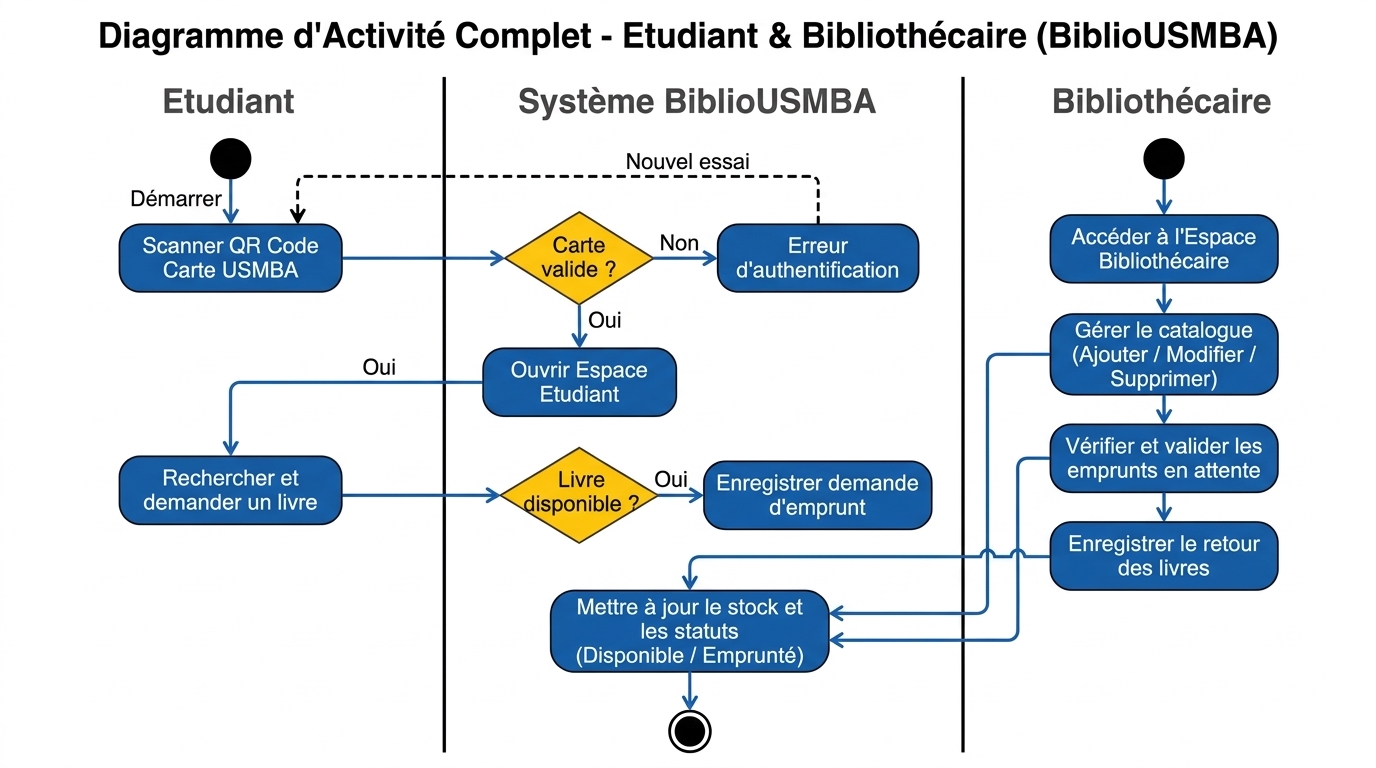 Diagramme d'Activité Complet - Etudiant & Bibliothécaire (BiblioUSMBA)
Etudiant
Système BiblioUSMBA
Bibliothécaire
Démarrer
Scanner QR Code
Carte USMBA
Nouvel essai
Carte
valide ?
Non
Erreur
d'authentification
Oui
Ouvrir Espace
Etudiant
Oui
Rechercher et
demander un livre
Livre
disponible ?
Oui
Enregistrer demande
d'emprunt
Mettre à jour le stock et
les statuts
(Disponible / Emprunté)
Accéder à l'Espace
Bibliothécaire
Gérer le catalogue
(Ajouter / Modifier /
Supprimer)
Vérifier et valider les
emprunts en attente
Enregistrer le retour
des livres